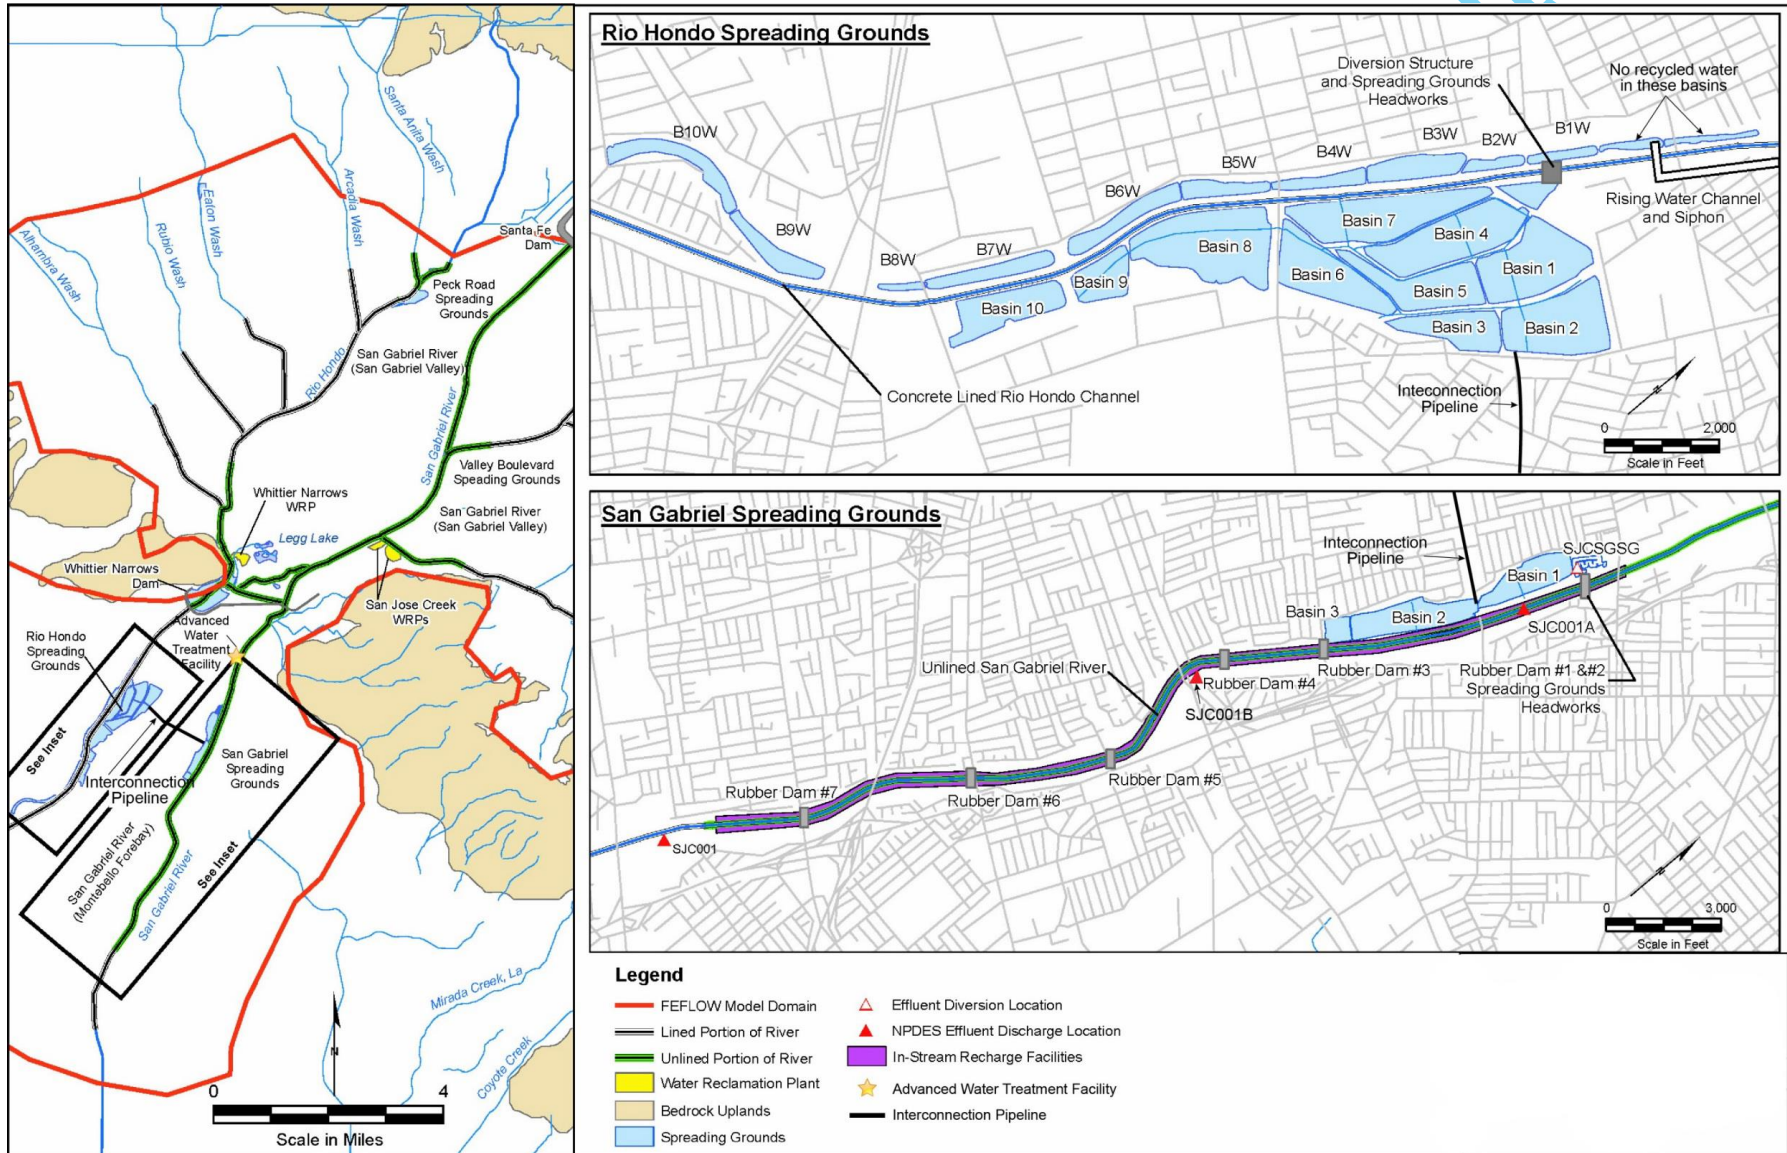 Santa Anita Wash
Arcadia Wash
Eaton Wash
Rubio Wash
Alhambra Wash
Santa Fe
Dam
Peck Road
Spreading
Grounds
San Gabriel River
(San Gabriel Valley)
Rio Hondo
San Gabriel River
Valley Boulevard
Speading Grounds
San Gabriel River
(San Gabriel Valley)
Whittier Narrows
WRP
Legg Lake
Whittier Narrows
Dam
San Jose Creek
WRPs
Advanced
Water
Treatment
Facility
Rio Hondo
Spreading
Grounds
See Inset
Interconnection
Pipeline
San Gabriel
Spreading
Grounds
San Gabriel River
(Montebello Forebay)
See Inset
San Gabriel River
Mirada Creek, La
Coyote Creek
N
0 4
Scale in Miles
Rio Hondo Spreading Grounds
Diversion Structure
and Spreading Grounds
Headworks
No recycled water
in these basins
B10W
B9W
B8W
B7W
B6W
B5W
B4W
B3W
B2W
B1W
Rising Water Channel
and Siphon
Basin 7
Basin 4
Basin 8
Basin 6
Basin 1
Basin 5
Basin 9
Basin 10
Basin 3
Basin 2
Inteconnection
Pipeline
Concrete Lined Rio Hondo Channel
N
0 2,000
Scale in Feet
San Gabriel Spreading Grounds
Inteconnection
Pipeline
SJCSGSG
Basin 1
Basin 3
Basin 2
SJC001A
Unlined San Gabriel River
Rubber Dam #4
Rubber Dam #3
Rubber Dam #1 &#2
Spreading Grounds
Headworks
SJC001B
Rubber Dam #5
Rubber Dam #6
Rubber Dam #7
SJC001
N
0 3,000
Scale in Feet
Legend
FEFLOW Model Domain
Lined Portion of River
Unlined Portion of River
Water Reclamation Plant
Bedrock Uplands
Spreading Grounds
Effluent Diversion Location
NPDES Effluent Discharge Location
In-Stream Recharge Facilities
Advanced Water Treatment Facility
Interconnection Pipeline